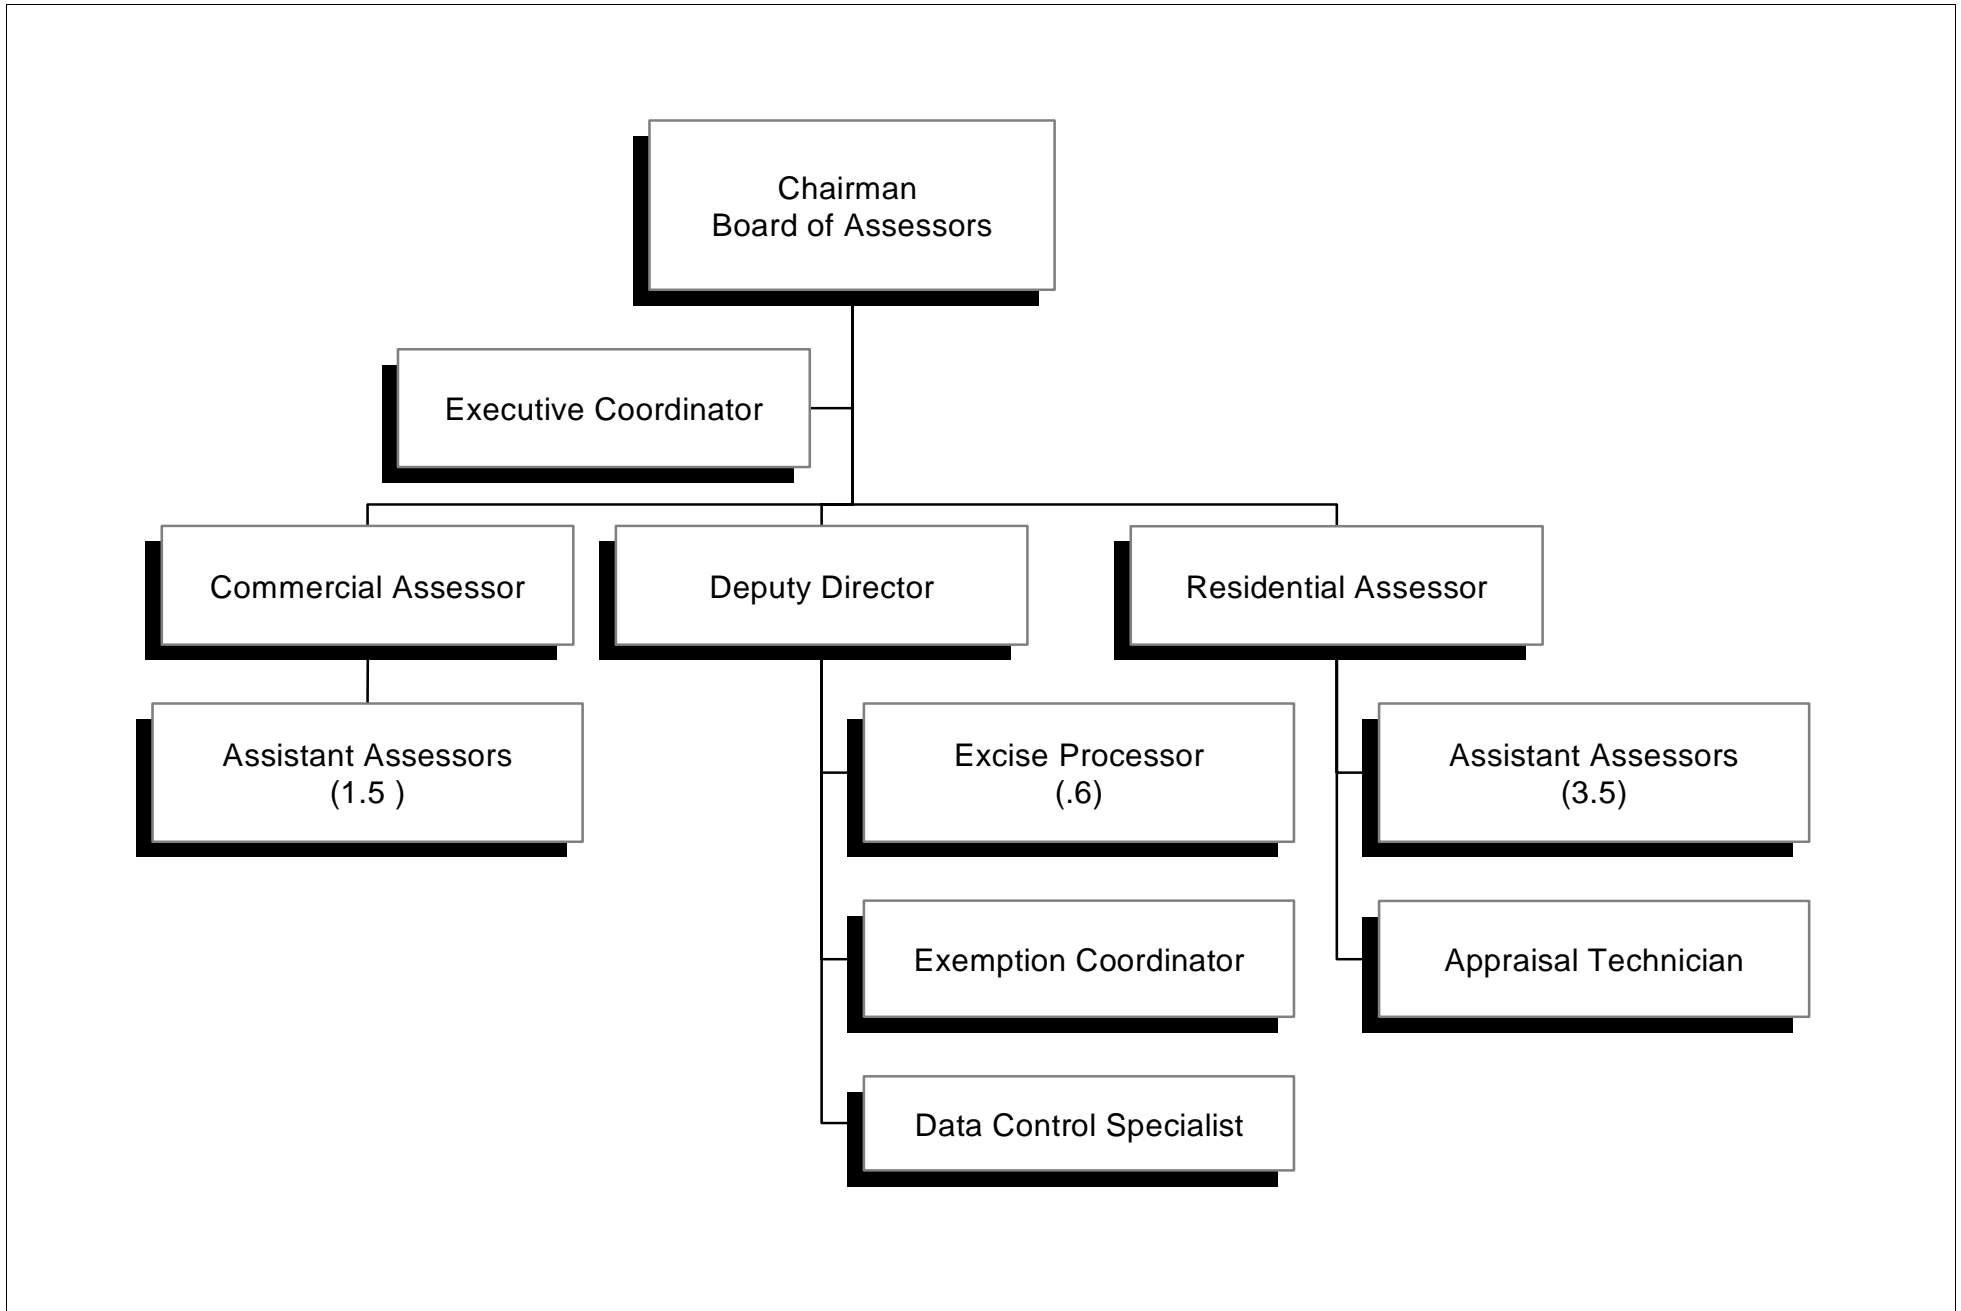 Chairman
Board of Assessors
Executive Coordinator
Commercial Assessor
Deputy Director
Residential Assessor
Assistant Assessors
(1.5 )
Excise Processor
(.6)
Assistant Assessors
(3.5)
Exemption Coordinator
Appraisal Technician
Data Control Specialist